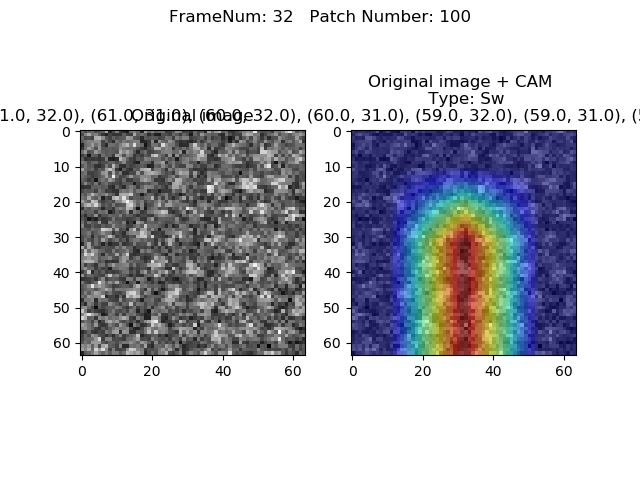 FrameNum: 32   Patch Number: 100
Original image + CAM
Type: Sw
1.0, 32.0), (61.0, 31.0), (60.0, 32.0), (60.0, 31.0), (59.0, 32.0), (59.0, 31.0), (5
Original image
0
10
20
30
40
50
60
0 20 40 60
0
10
20
30
40
50
60
0 20 40 60